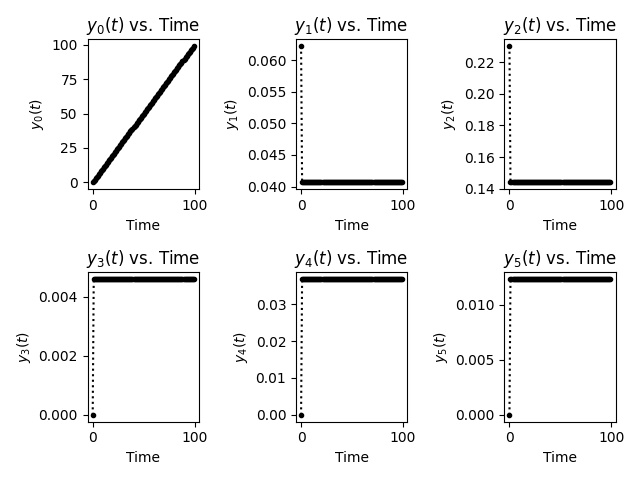 y₀(t) vs. Time
y₁(t) vs. Time
y₂(t) vs. Time
100
75
50
25
0
y₀(t)
0
100
Time
0.060
0.055
0.050
0.045
0.040
y₁(t)
0
100
Time
0.22
0.20
0.18
0.16
0.14
y₂(t)
0
100
Time
y₃(t) vs. Time
y₄(t) vs. Time
y₅(t) vs. Time
0.004
0.002
0.000
y₃(t)
0
100
Time
0.03
0.02
0.01
0.00
y₄(t)
0
100
Time
0.010
0.005
0.000
y₅(t)
0
100
Time